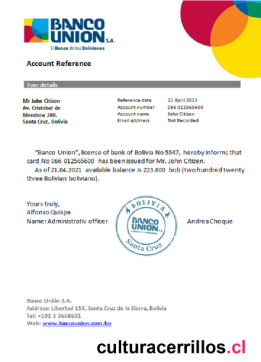 BANCO
UNION S.A.
El Banco de los Bolivianos
Account Reference
Your details
Mr John Citizen
Av. Cristobal de
Mendoza 280,
Santa Cruz, Bolivia
Reference date 21 April 2021
Account number 066 012565600
Account name John Citizen
Email address Not Recorded
"Banco Union", license of bank of Bolivia No 5547, hereby informs that
card No 066 012565600 has been issued for Mr. John Citizen.
As of 21.04.2021 available balance is 223.000 bob (two hundred twenty
three Bolivian boliviano).
Yours truly,
Alfonso Quispe
Name: Administrativ officer
Andrea Choque
BOLIVIA
BANCO
UNION
Santa Cruz
Banco Unión S.A.
Address: Libertad 156, Santa Cruz de la Sierra, Bolivia
Tel: +591 3 3668691
Web: www.bancounion.com.bo
culturacerrillos.cl